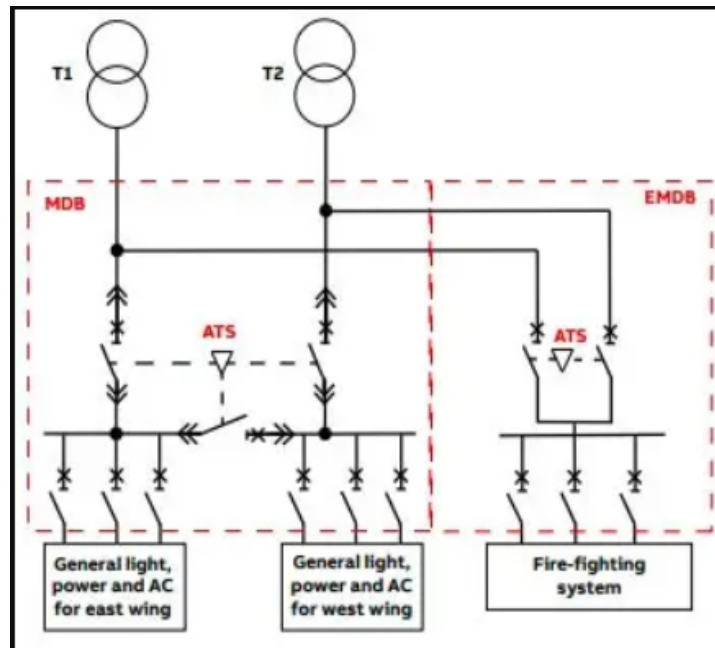 T1
T2
MDB
EMDB
ATS
ATS
General light,
power and AC
for east wing
General light,
power and AC
for west wing
Fire-fighting
system